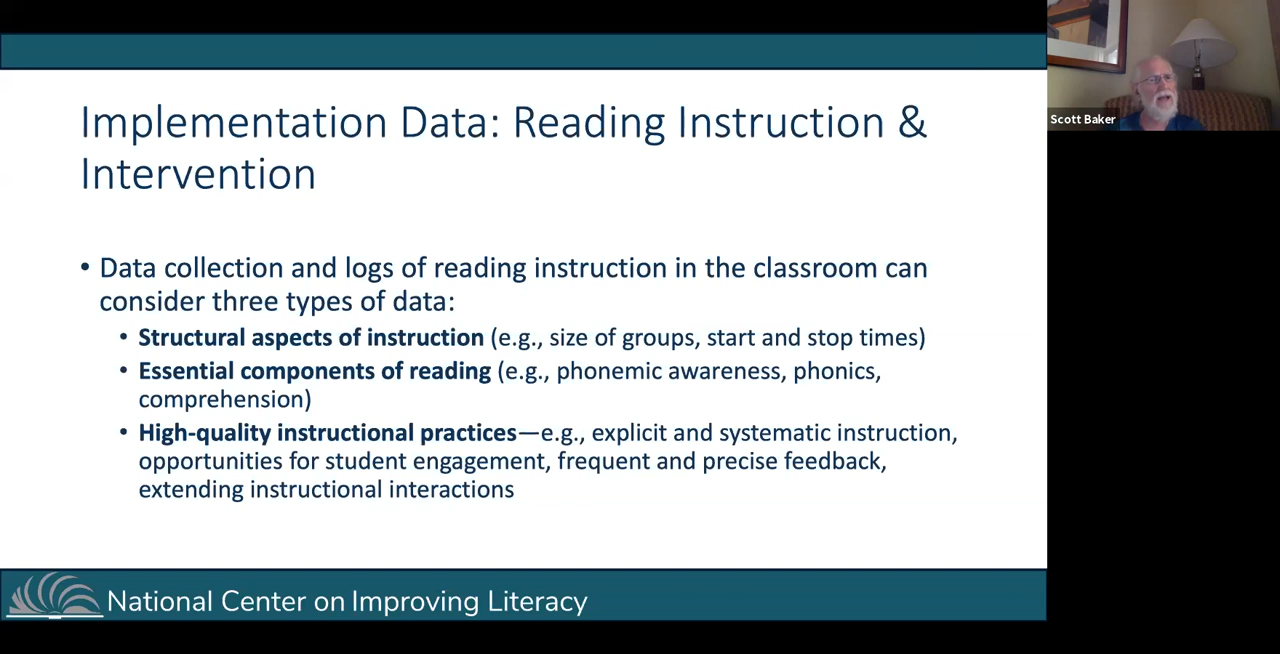 Implementation Data: Reading Instruction &
Intervention
• Data collection and logs of reading instruction in the classroom can
consider three types of data:
• Structural aspects of instruction (e.g., size of groups, start and stop times)
• Essential components of reading (e.g., phonemic awareness, phonics,
comprehension)
• High-quality instructional practices—e.g., explicit and systematic instruction,
opportunities for student engagement, frequent and precise feedback,
extending instructional interactions
National Center on Improving Literacy
Scott Baker